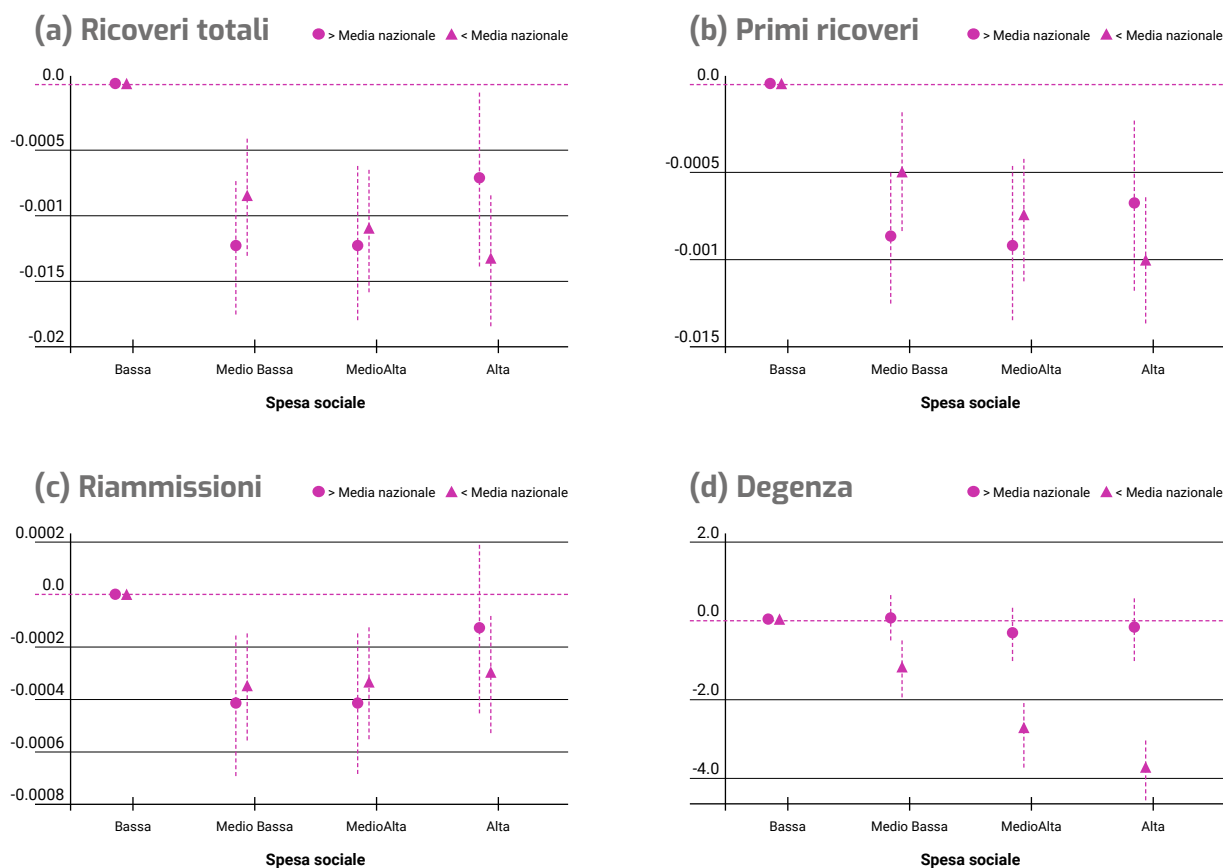 (a) Ricoveri totali
> Media nazionale < Media nazionale
0.0
-0.0005
-0.001
-0.015
-0.02
Bassa Medio Bassa MedioAlta Alta
Spesa sociale
(b) Primi ricoveri
> Media nazionale < Media nazionale
0.0
-0.0005
-0.001
-0.015
Bassa Medio Bassa MedioAlta Alta
Spesa sociale
(c) Riammissioni
> Media nazionale < Media nazionale
0.0002
0.0
-0.0002
-0.0004
-0.0006
-0.0008
Bassa Medio Bassa MedioAlta Alta
Spesa sociale
(d) Degenza
> Media nazionale < Media nazionale
2.0
0.0
-2.0
-4.0
Bassa Medio Bassa MedioAlta Alta
Spesa sociale